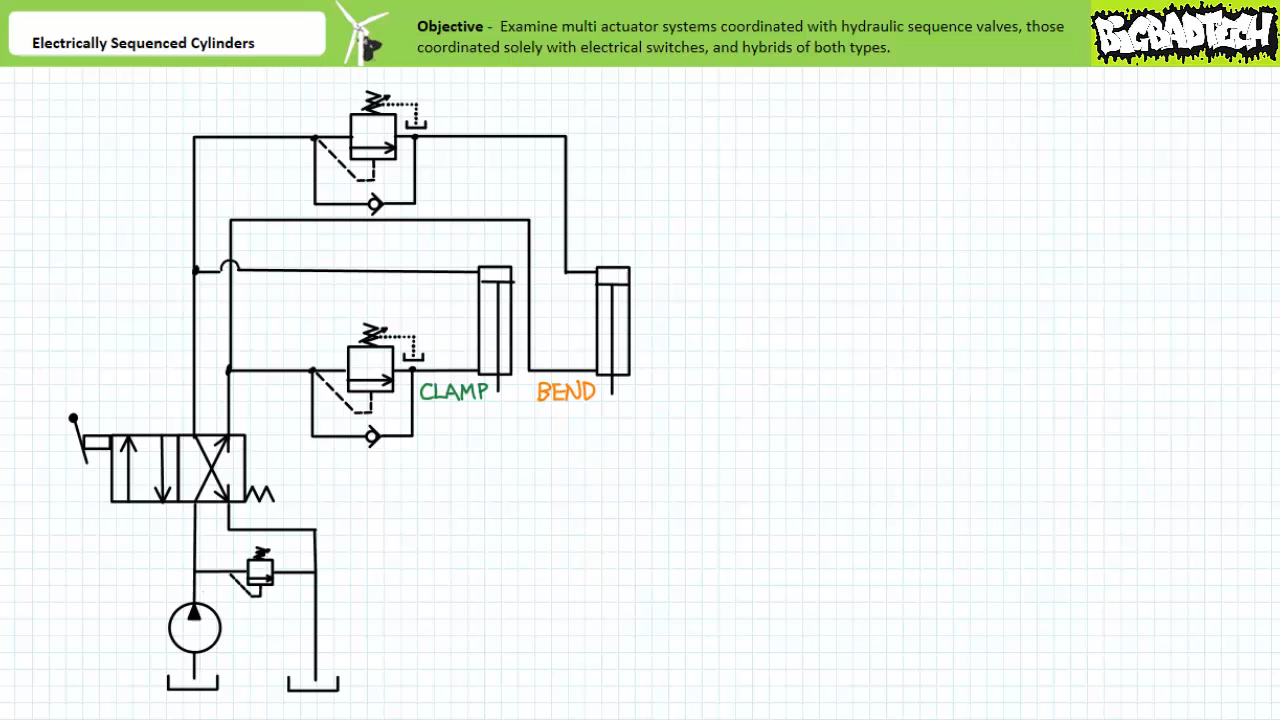 Electrically Sequenced Cylinders
Objective - Examine multi actuator systems coordinated with hydraulic sequence valves, those
coordinated solely with electrical switches, and hybrids of both types.
BIGBADTECH
CLAMP
BEND